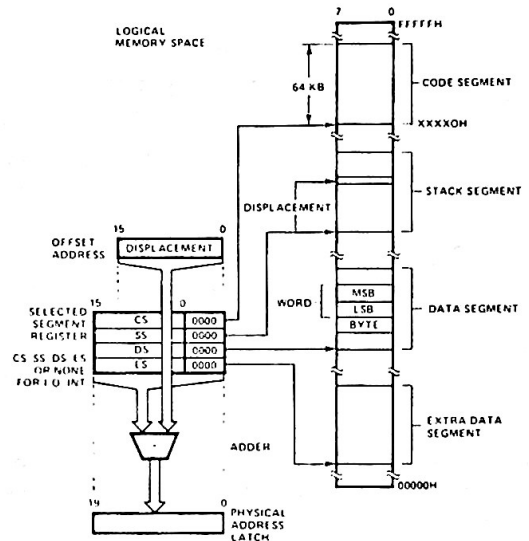 LOGICAL
MEMORY SPACE
7 0
FFFFFH
64 KB
CODE SEGMENT
XXXXOH
STACK SEGMENT
DISPLACEMENT
15 0
OFFSET
ADDRESS
DISPLACEMENT
WORD
MSB
LSB
BYTE
DATA SEGMENT
15 0
SELECTED
SEGMENT
REGISTER
CS SS DS ES
OR NONE
FOR I O INT
CS 0000
SS 0000
DS 0000
ES 0000
EXTRA DATA
SEGMENT
00000H
ADDER
19 0
PHYSICAL
ADDRESS
LATCH